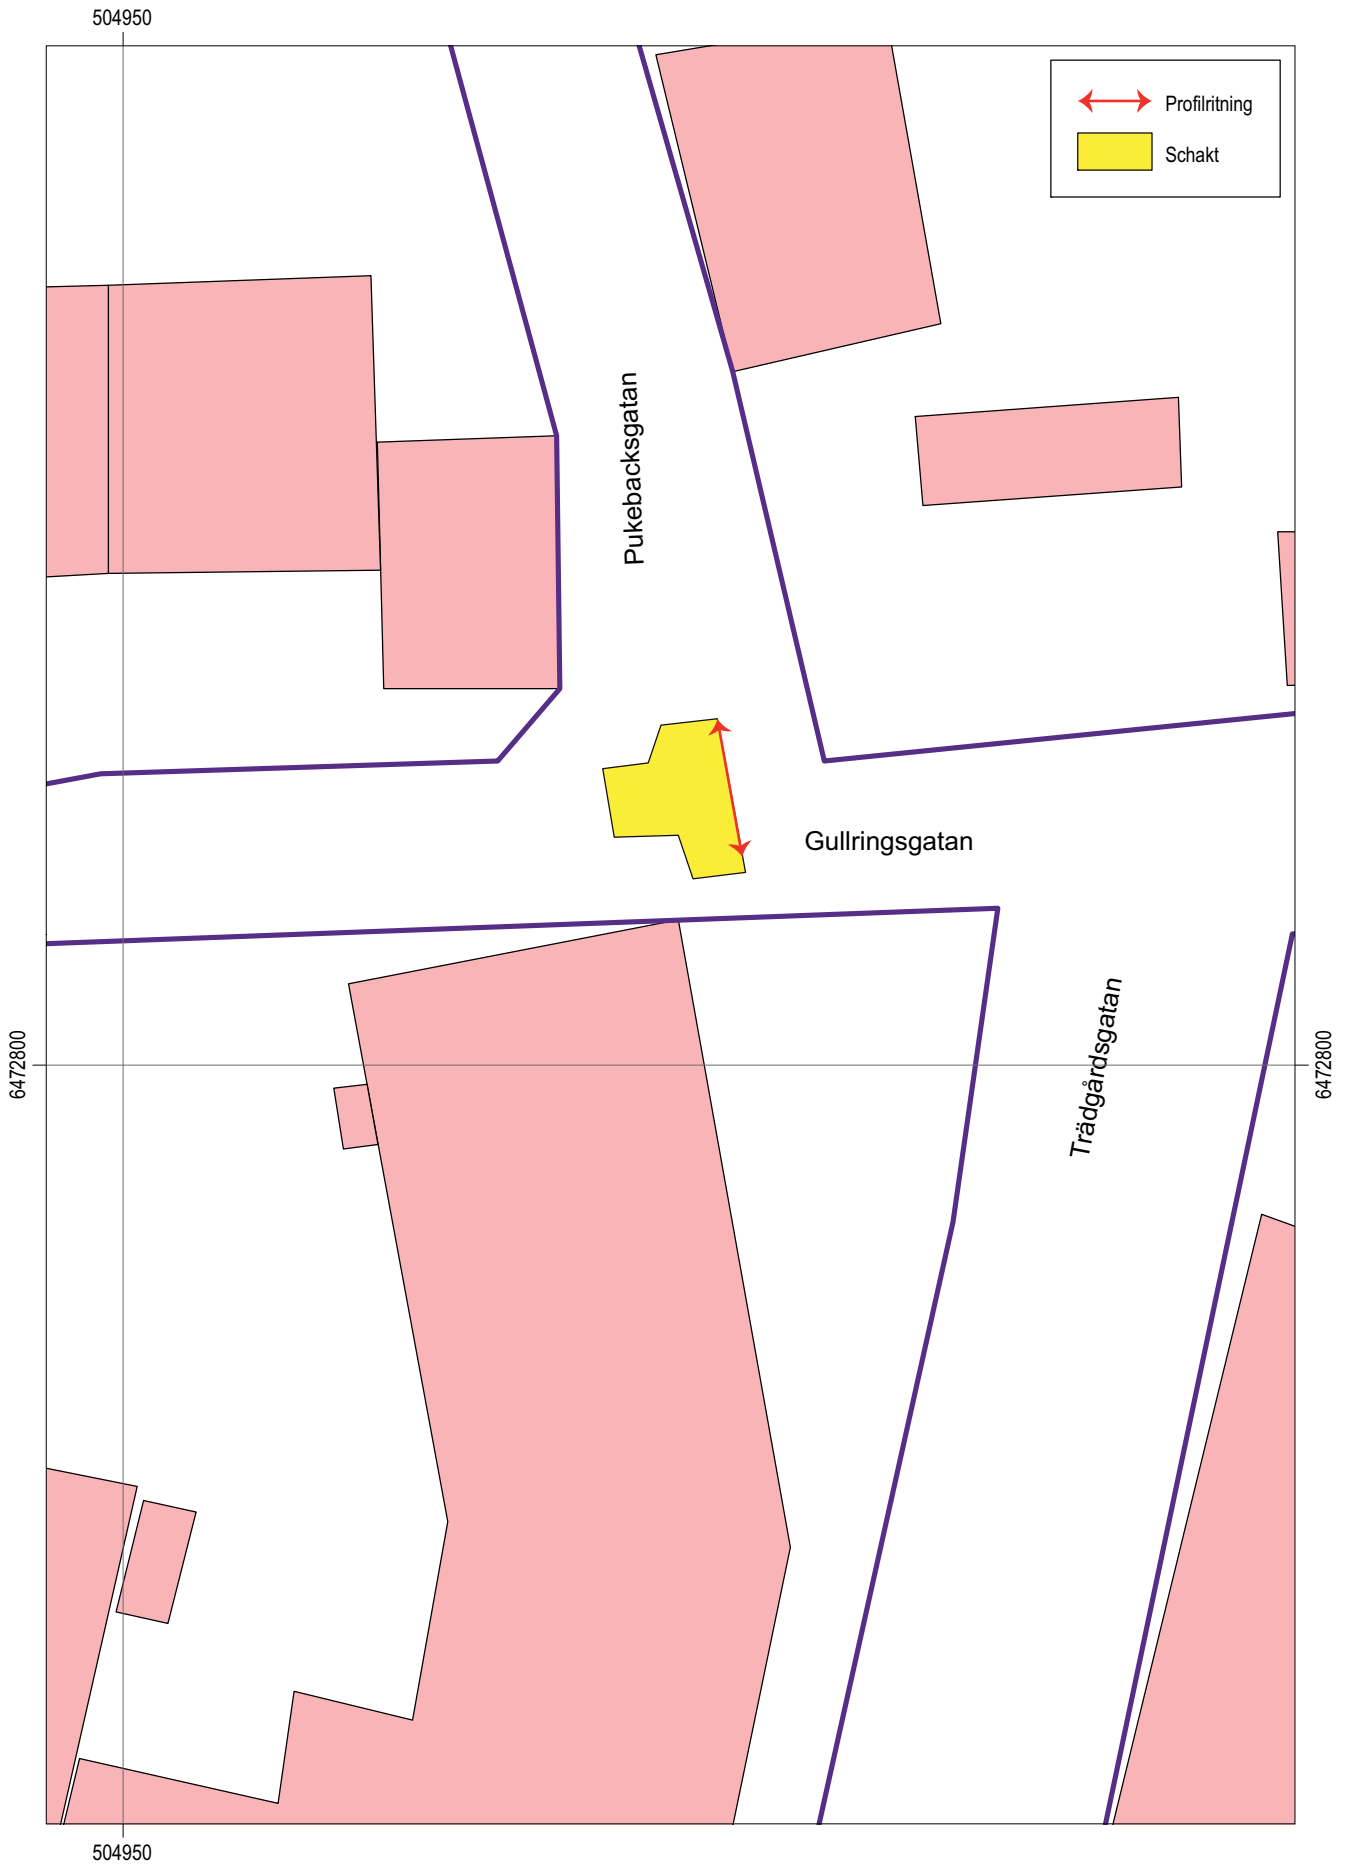 504950
Profilritning
Schakt
Pukebacksgatan
Gullringsgatan
Trädgårdsgatan
6472800
6472800
504950